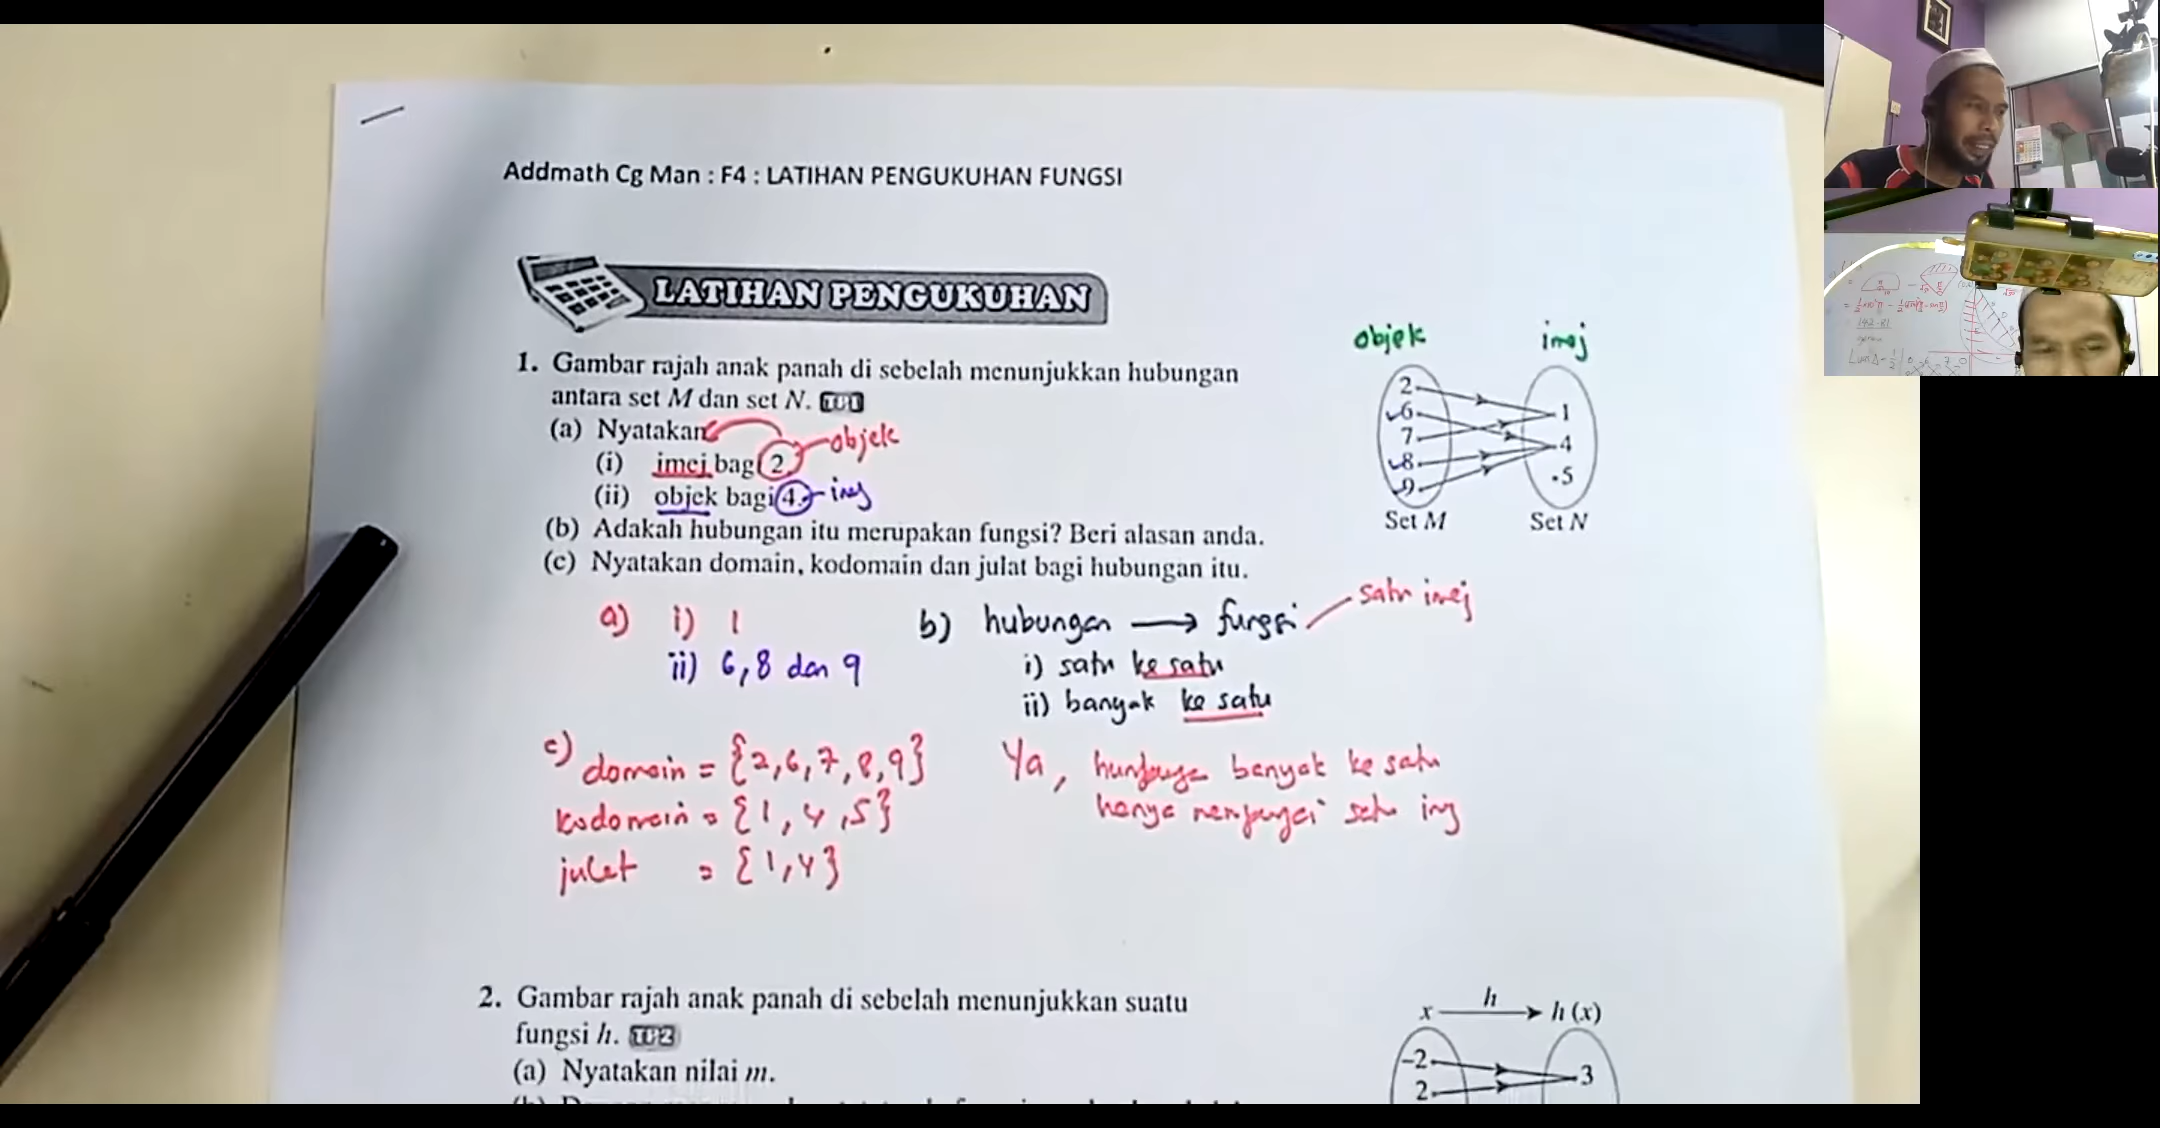 Addmath Cg Man : F4 : LATIHAN PENGUKUHAN FUNGSI
LATIHAN PENGUKUHAN
1. Gambar rajah anak panah di sebelah menunjukkan hubungan
antara set M dan set N. TP1
(a) Nyatakan
objek
(i) imej bagi 2
(ii) objek bagi 4. imej
(b) Adakah hubungan itu merupakan fungsi? Beri alasan anda.
(c) Nyatakan domain, kodomain dan julat bagi hubungan itu.
objek imej
2
6 1
7 4
8
9 5
Set M Set N
a) i) 1
ii) 6, 8 dan 9
b) hubungan → fungsi satu imej
i) satu ke satu
ii) banyak ke satu
c) domain = {2, 6, 7, 8, 9}
kodomain = {1, 4, 5}
julat = {1, 4}
Ya, banyak ke satu
hanya mempunyai satu imej
2. Gambar rajah anak panah di sebelah menunjukkan suatu
fungsi h. TP2
(a) Nyatakan nilai m.
x h h (x)
-2
2 3